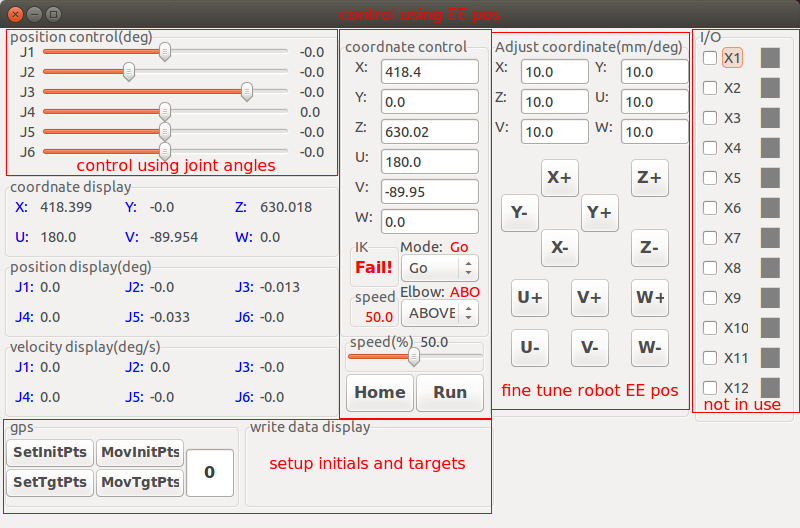 control using EE pos
position control(deg)
J1 -0.0
J2 -0.0
J3 -0.0
J4 0.0
J5 -0.0
J6 -0.0
control using joint angles
coordnate display
X: 418.399 Y: -0.0 Z: 630.018
U: 180.0 V: -89.954 W: 0.0
position display(deg)
J1: 0.0 J2: -0.0 J3: -0.013
J4: 0.0 J5: -0.033 J6: -0.0
velocity display(deg/s)
J1: 0.0 J2: 0.0 J3: -0.0
J4: 0.0 J5: -0.0 J6: -0.0
coordnate control
X: 418.4
Y: 0.0
Z: 630.02
U: 180.0
V: -89.95
W: 0.0
IK
Fail!
Mode: Go
Go
speed
50.0
Elbow: ABO
ABOVE
speed(%) 50.0
Home Run
Adjust coordinate(mm/deg)
X: 10.0 Y: 10.0
Z: 10.0 U: 10.0
V: 10.0 W: 10.0
X+ Z+
Y- Y+
X- Z-
U+ V+ W+
U- V- W-
fine tune robot EE pos
I/O
X1
X2
X3
X4
X5
X6
X7
X8
X9
X10
X11
X12
not in use
gps
SetInitPts MovInitPts
SetTgtPts MovTgtPts
0
write data display
setup initials and targets